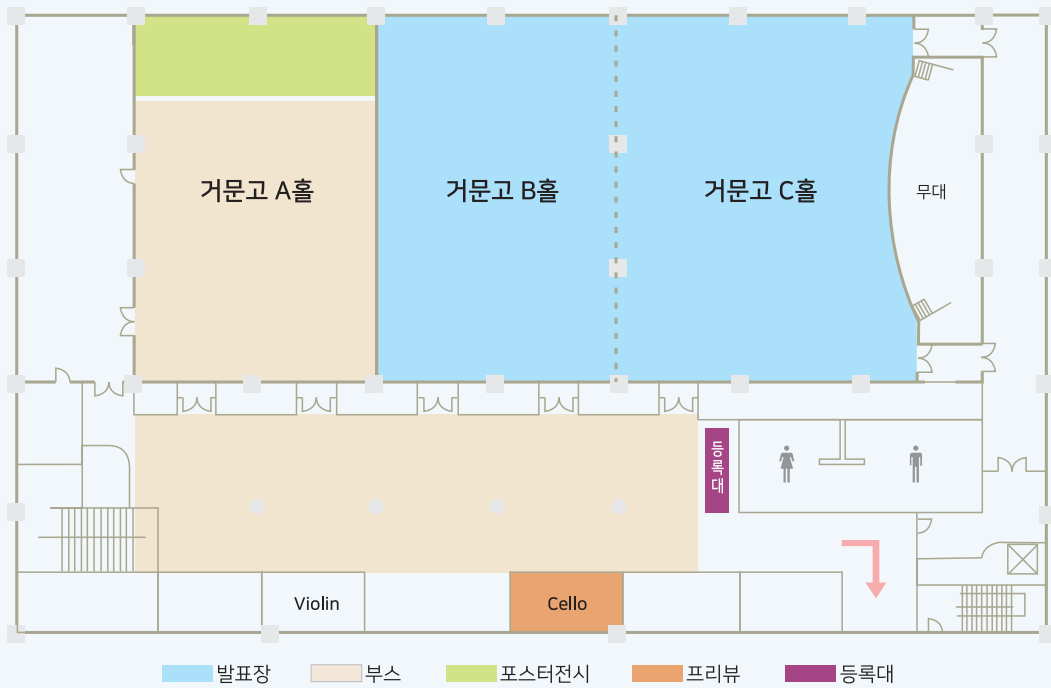 거문고 A홀
거문고 B홀
거문고 C홀
무대
등록대
Violin
Cello
발표장
부스
포스터전시
프리뷰
등록대